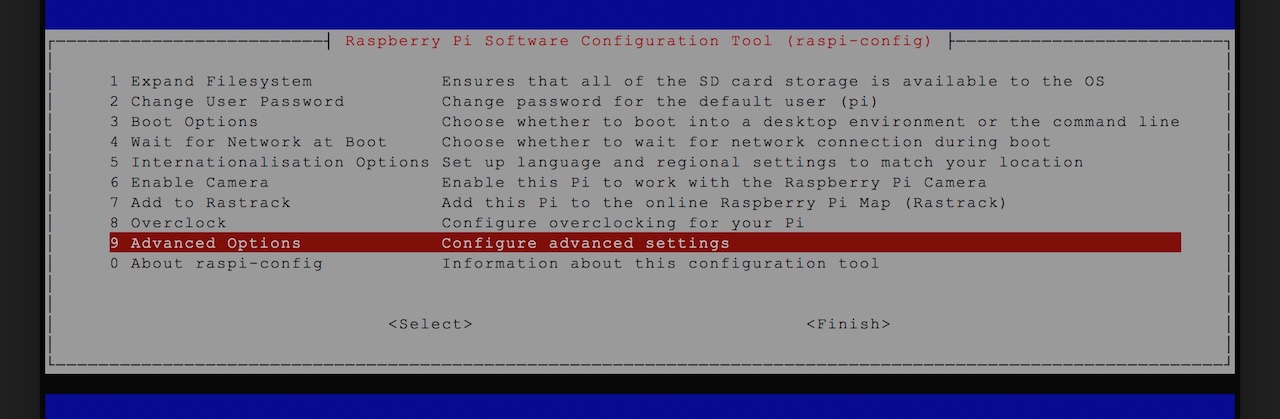 Raspberry Pi Software Configuration Tool (raspi-config)
1 Expand Filesystem Ensures that all of the SD card storage is available to the OS
2 Change User Password Change password for the default user (pi)
3 Boot Options Choose whether to boot into a desktop environment or the command line
4 Wait for Network at Boot Choose whether to wait for network connection during boot
5 Internationalisation Options Set up language and regional settings to match your location
6 Enable Camera Enable this Pi to work with the Raspberry Pi Camera
7 Add to Rastrack Add this Pi to the online Raspberry Pi Map (Rastrack)
8 Overclock Configure overclocking for your Pi
9 Advanced Options Configure advanced settings
0 About raspi-config Information about this configuration tool
<Select> <Finish>